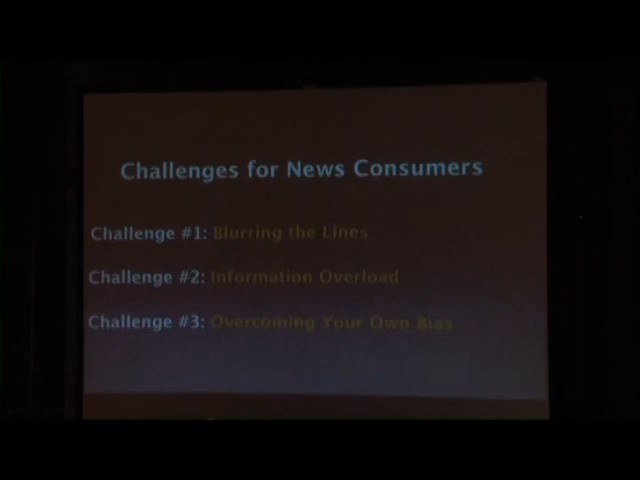 Challenges for News Consumers
Challenge #1: Blurring the Lines
Challenge #2: Information Overload
Challenge #3: Overcoming Your Own Bias